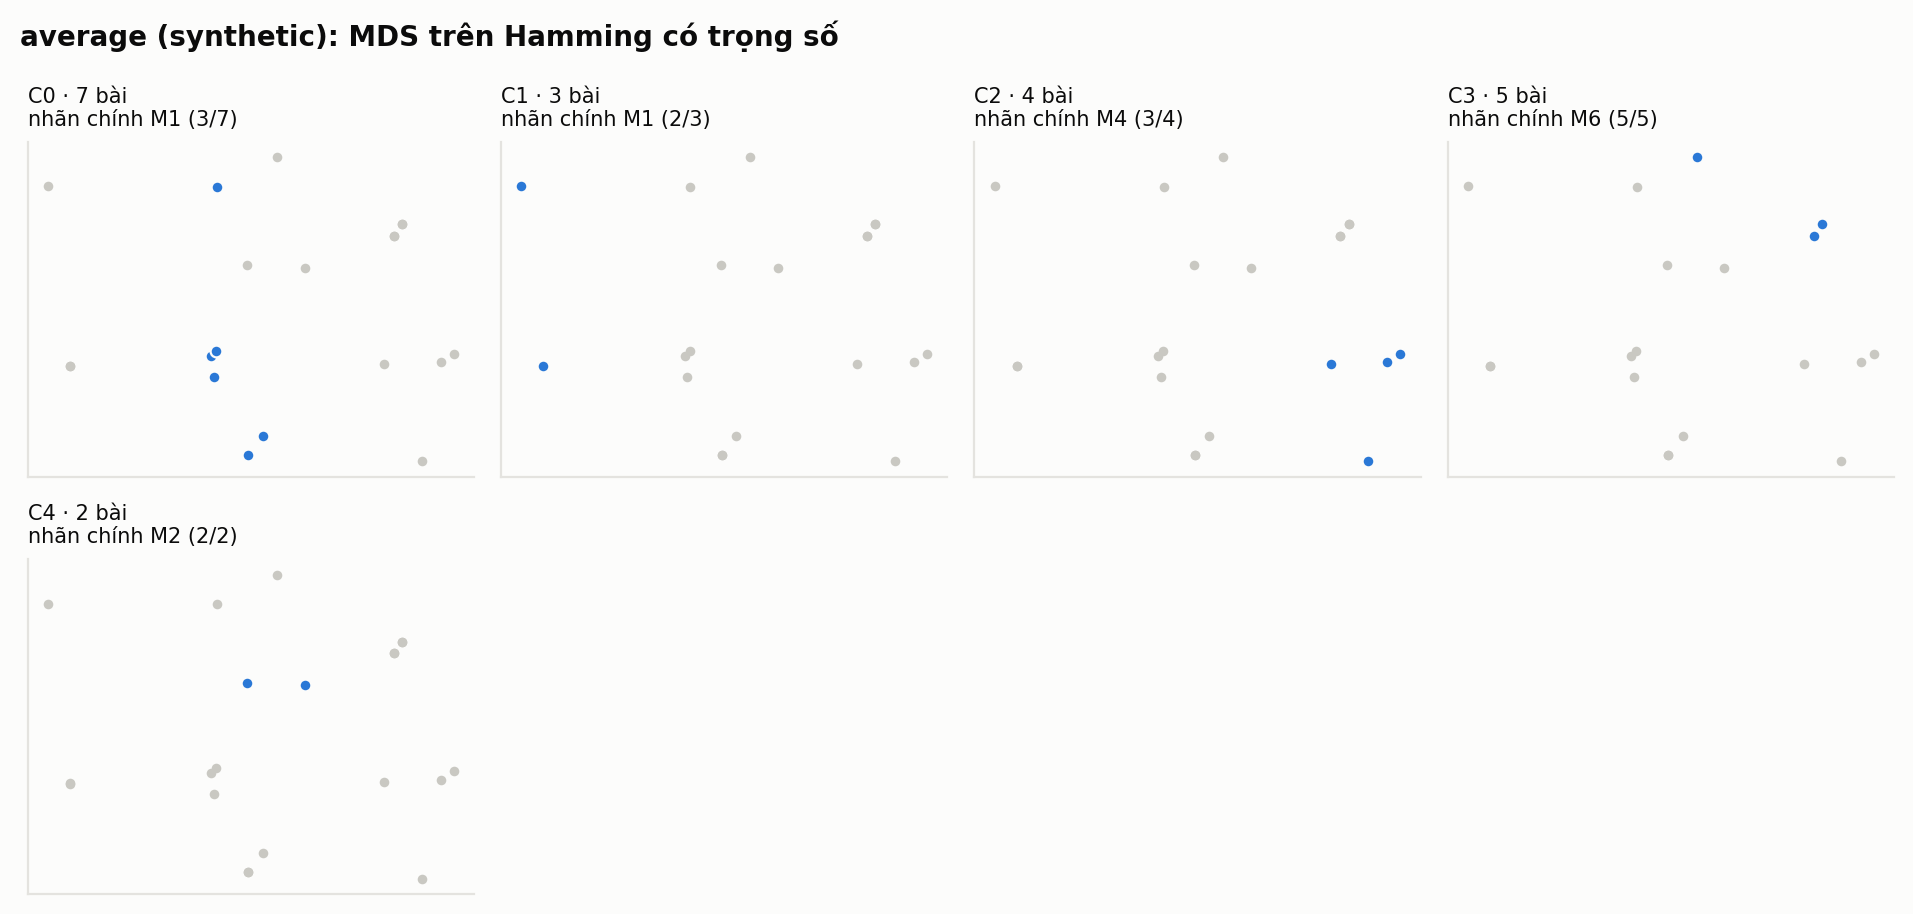 average (synthetic): MDS trên Hamming có trọng số
C0 · 7 bài
nhãn chính M1 (3/7)
C1 · 3 bài
nhãn chính M1 (2/3)
C2 · 4 bài
nhãn chính M4 (3/4)
C3 · 5 bài
nhãn chính M6 (5/5)
C4 · 2 bài
nhãn chính M2 (2/2)